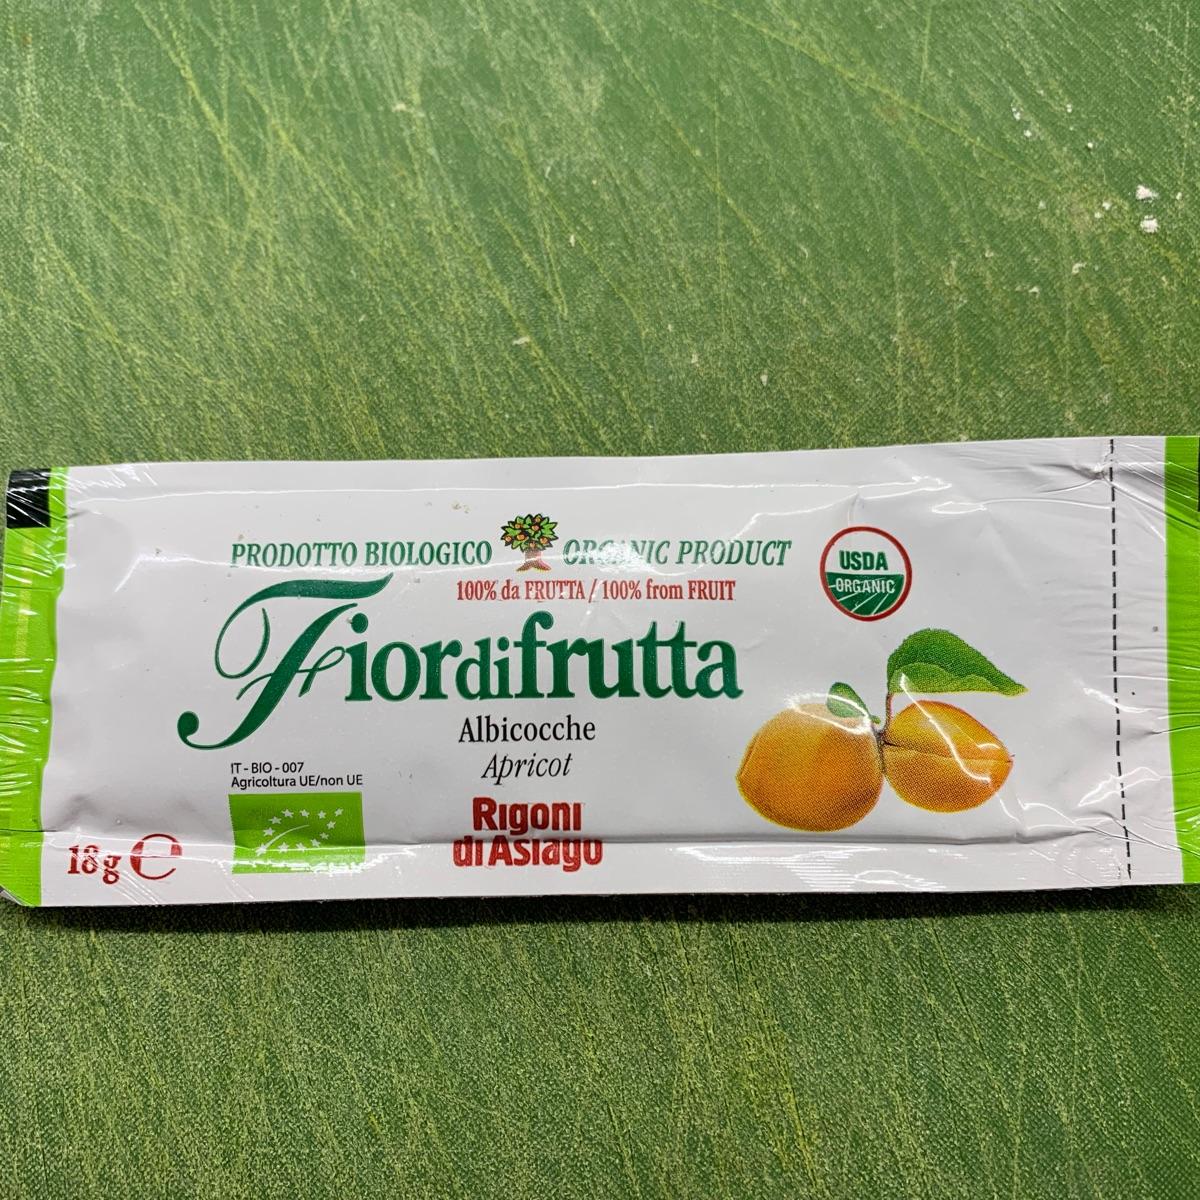 PRODOTTO BIOLOGICO ORGANIC PRODUCT
100% da FRUTTA / 100% from FRUIT
USDA
ORGANIC
Fiordifrutta
Albicocche
Apricot
IT - BIO - 007
Agricoltura UE/non UE
Rigoni
di Asiago
18 g ℮